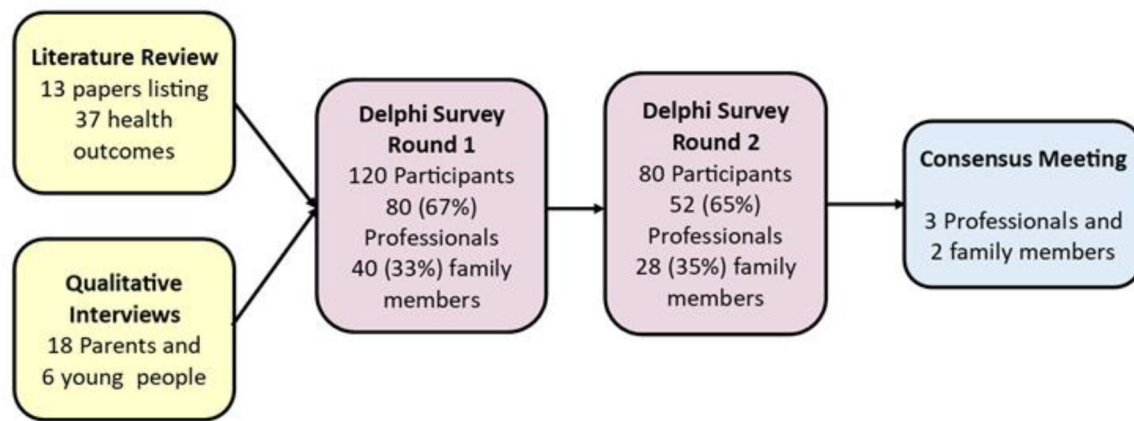 Literature Review
13 papers listing
37 health
outcomes
Qualitative
Interviews
18 Parents and
6 young people
Delphi Survey
Round 1
120 Participants
80 (67%)
Professionals
40 (33%) family
members
Delphi Survey
Round 2
80 Participants
52 (65%)
Professionals
28 (35%) family
members
Consensus Meeting
3 Professionals and
2 family members